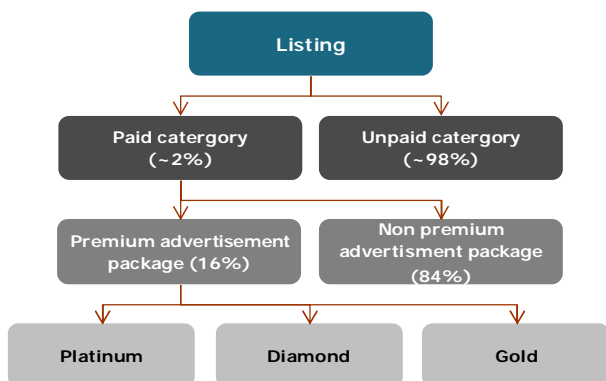 Listing
Paid catergory
(~2%)
Unpaid catergory
(~98%)
Premium advertisement
package (16%)
Non premium
advertisment package
(84%)
Platinum
Diamond
Gold